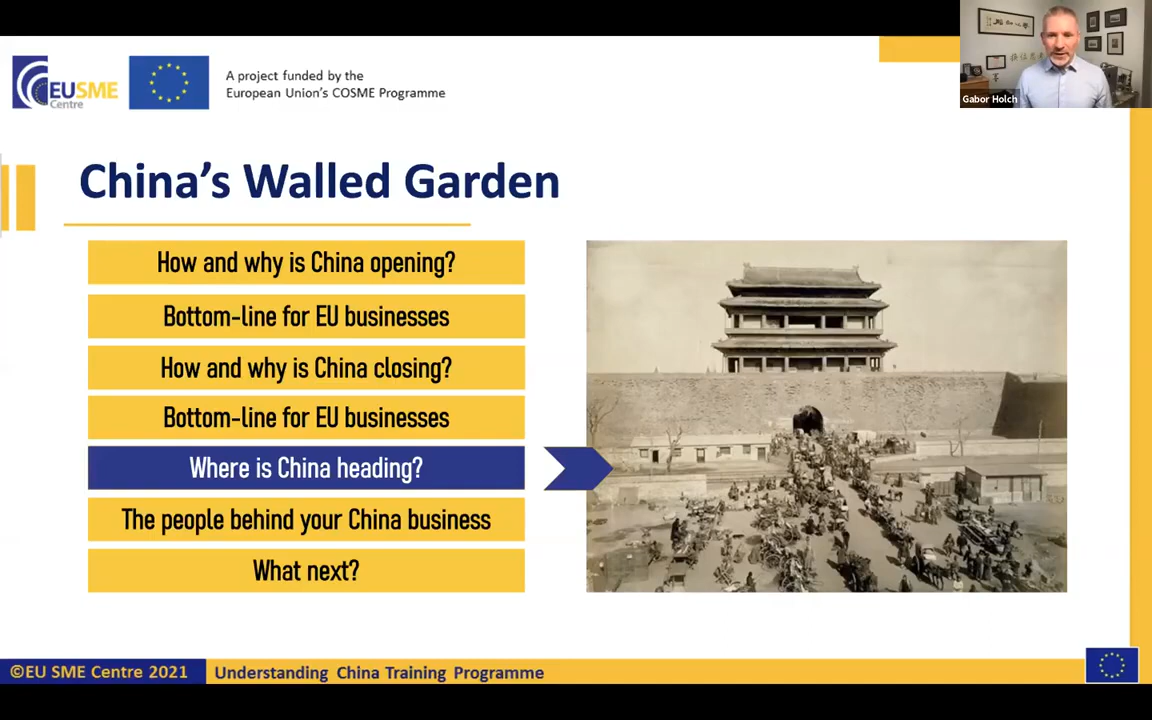 EUSME
Centre
A project funded by the
European Union's COSME Programme
Gabor Holch
China's Walled Garden
How and why is China opening?
Bottom-line for EU businesses
How and why is China closing?
Bottom-line for EU businesses
Where is China heading?
The people behind your China business
What next?
©EU SME Centre 2021
Understanding China Training Programme